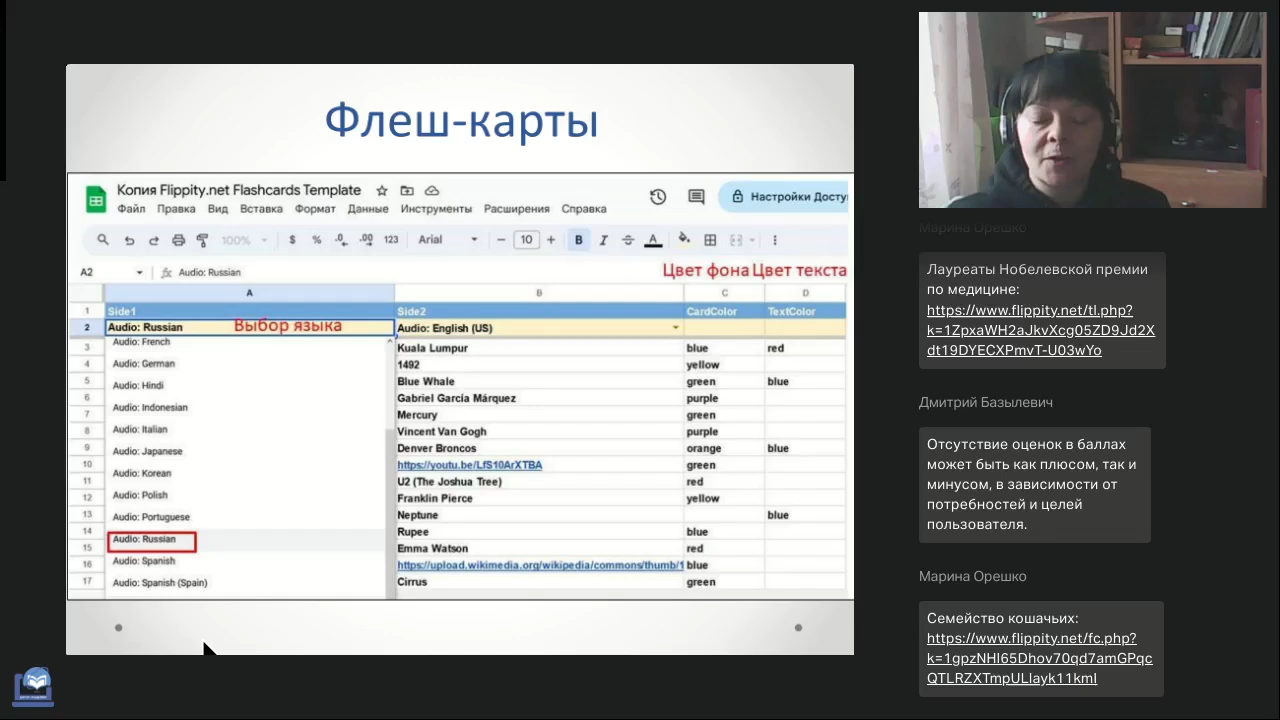 Флеш-карты
Копия Flippity.net Flashcards Template
Файл Правка Вид Вставка Формат Данные Инструменты Расширения Справка
Настройки Досту
100% $ % .0 .00 123 Arial 10 B I S A
A2 fx Audio: Russian
Цвет фона Цвет текста
A B C D
1 Side1 Side2 CardColor TextColor
2 Audio: Russian Выбор языка Audio: English (US)
Audio: French
Audio: German
Audio: Hindi
Audio: Indonesian
Audio: Italian
Audio: Japanese
Audio: Korean
Audio: Polish
Audio: Portuguese
Audio: Russian
Audio: Spanish
Audio: Spanish (Spain)
3 Kuala Lumpur blue red
4 1492 yellow
5 Blue Whale green blue
6 Gabriel García Márquez purple
7 Mercury green
8 Vincent Van Gogh purple
9 Denver Broncos orange blue
10 https://youtu.be/LfS10ArXTBA green
11 U2 (The Joshua Tree) red
12 Franklin Pierce yellow
13 Neptune blue
14 Rupee blue
15 Emma Watson red
16 https://upload.wikimedia.org/wikipedia/commons/thumb/1 blue
17 Cirrus green
Марина Орешко
Лауреаты Нобелевской премии
по медицине:
https://www.flippity.net/tl.php?
k=1ZpxaWH2aJkvXcg05ZD9Jd2X
dt19DYECXPmvT-U03wYo
Дмитрий Базылевич
Отсутствие оценок в баллах
может быть как плюсом, так и
минусом, в зависимости от
потребностей и целей
пользователя.
Марина Орешко
Семейство кошачьих:
https://www.flippity.net/fc.php?
k=1gpzNHl65Dhov70qd7amGPqc
QTLRZXTmpULlayk11kmI